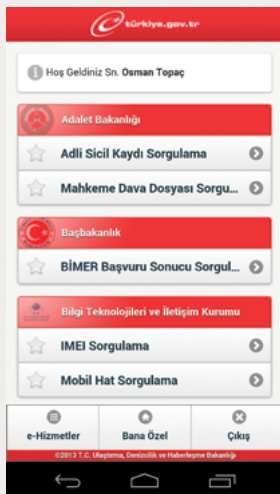 türkiye.gov.tr
Hoş Geldiniz Sn. Osman Topaç
Adalet Bakanlığı
Adli Sicil Kaydı Sorgulama
Mahkeme Dava Dosyası Sorgu...
Başbakanlık
BİMER Başvuru Sonucu Sorgul...
Bilgi Teknolojileri ve İletişim Kurumu
IMEI Sorgulama
Mobil Hat Sorgulama
e-Hizmetler
Bana Özel
Çıkış
©2013 T.C. Ulaştırma, Denizcilik ve Haberleşme Bakanlığı